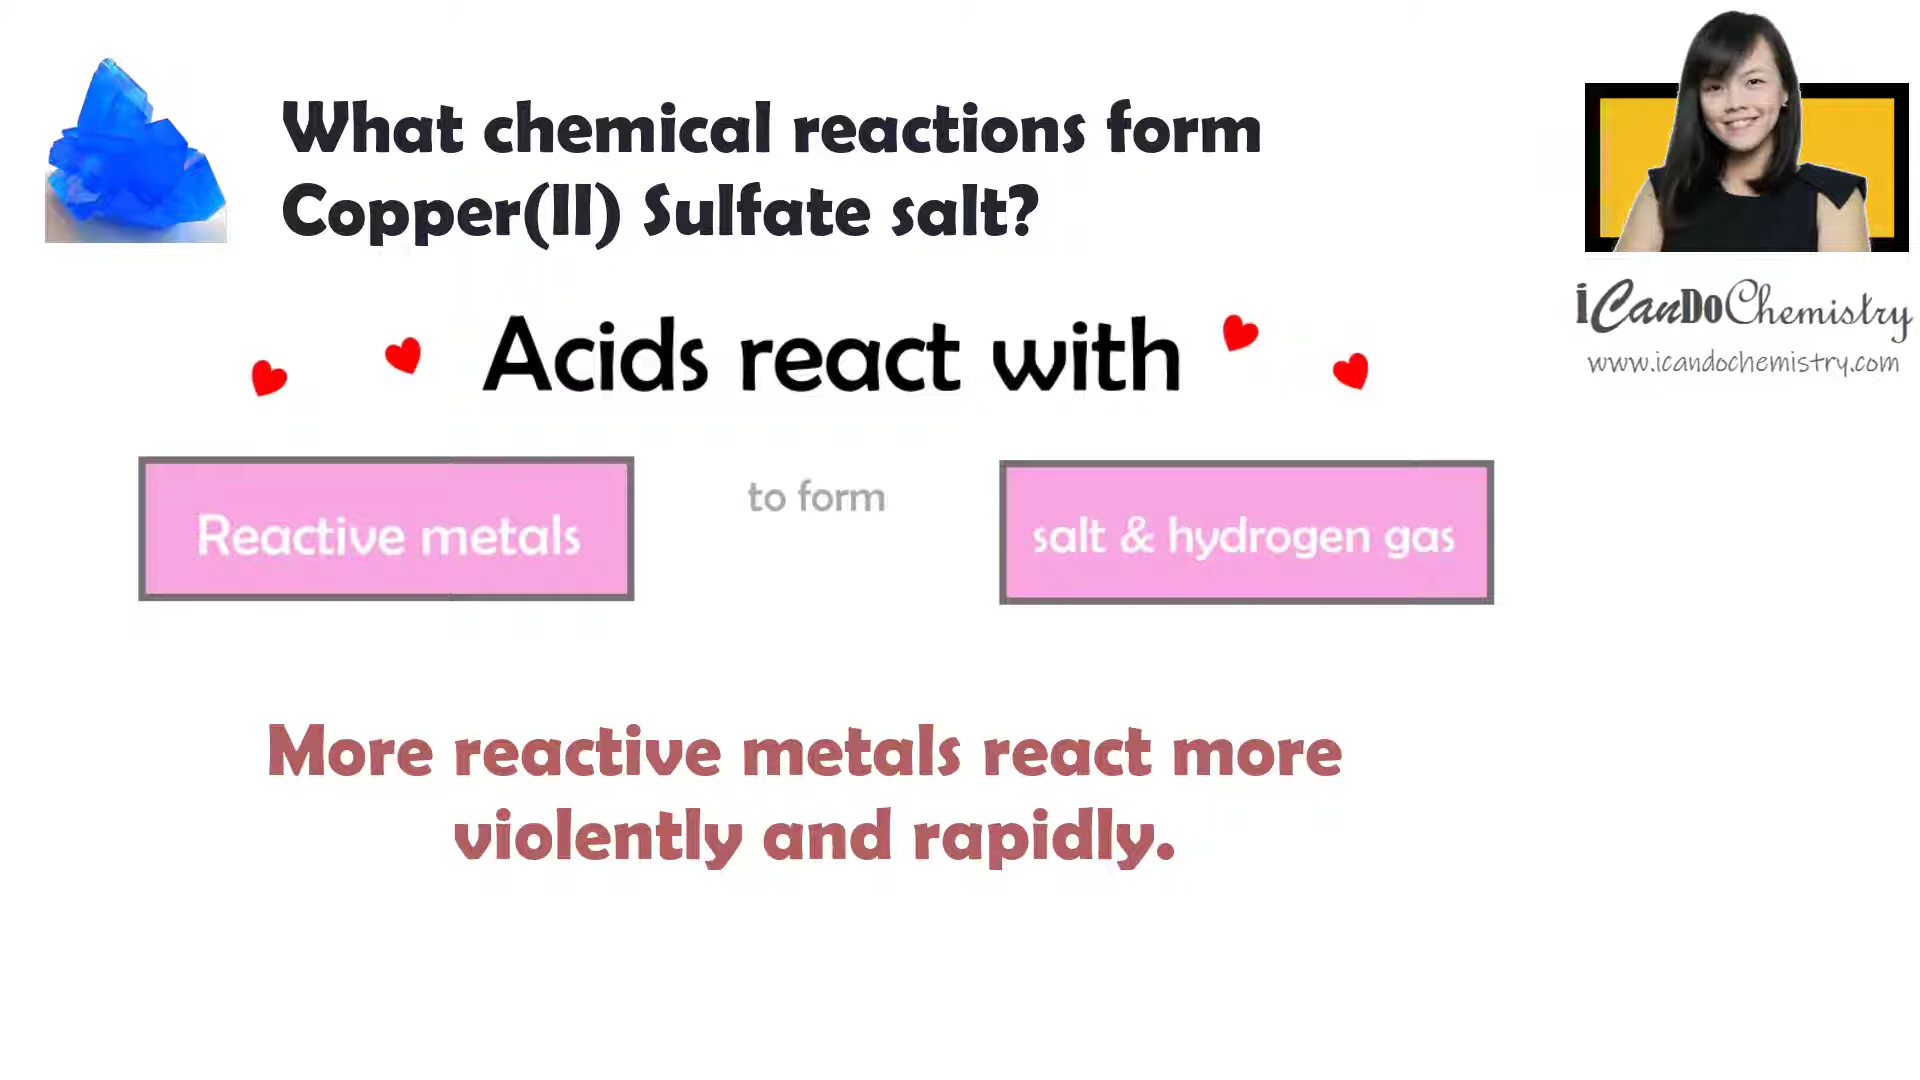 What chemical reactions form
Copper(II) Sulfate salt?
iCanDoChemistry
www.icandochemistry.com
Acids react with
Reactive metals
to form
salt & hydrogen gas
More reactive metals react more
violently and rapidly.